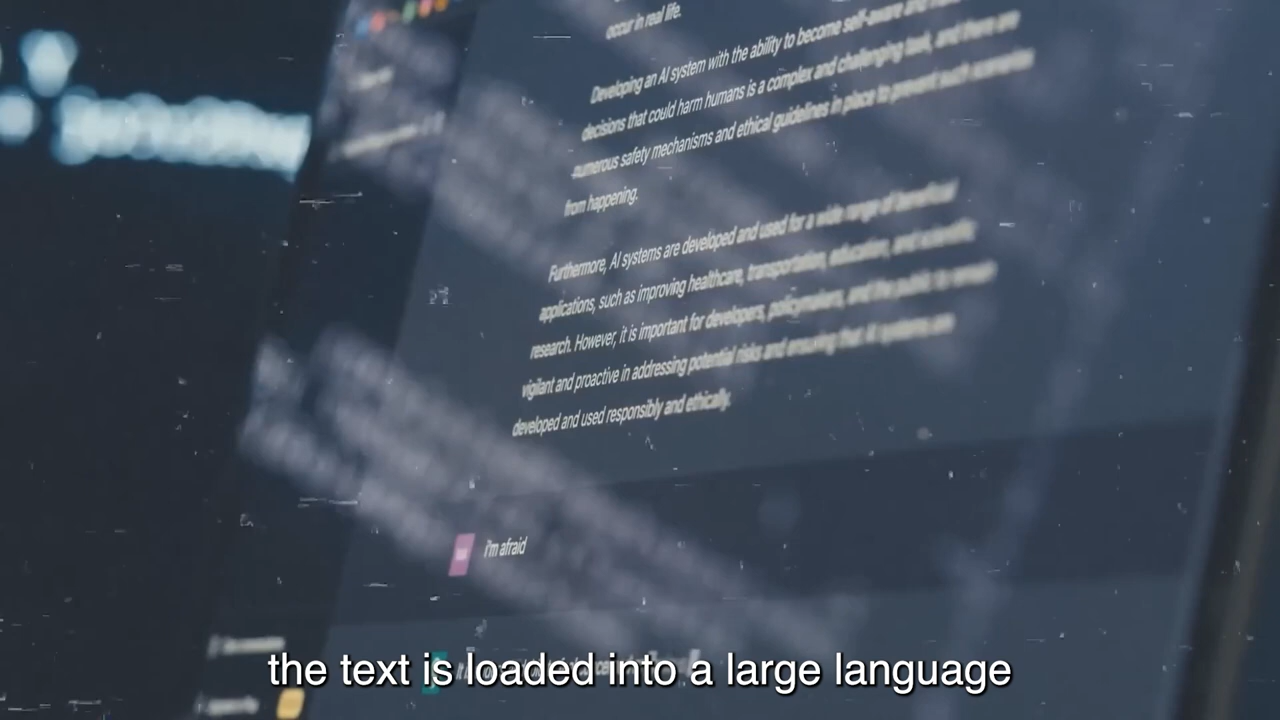 occur in real life.
Developing an AI system with the ability to become self-aware and
decisions that could harm humans is a complex and challenging task, and there are
numerous safety mechanisms and ethical guidelines in place to prevent such scenarios
from happening.
Furthermore, AI systems are developed and used for a wide range of beneficial
applications, such as improving healthcare, transportation, education, and scientific
research. However, it is important for developers, policymakers, and the public to remain
vigilant and proactive in addressing potential risks and ensuring that AI systems are
developed and used responsibly and ethically.
i'm afraid
the text is loaded into a large language